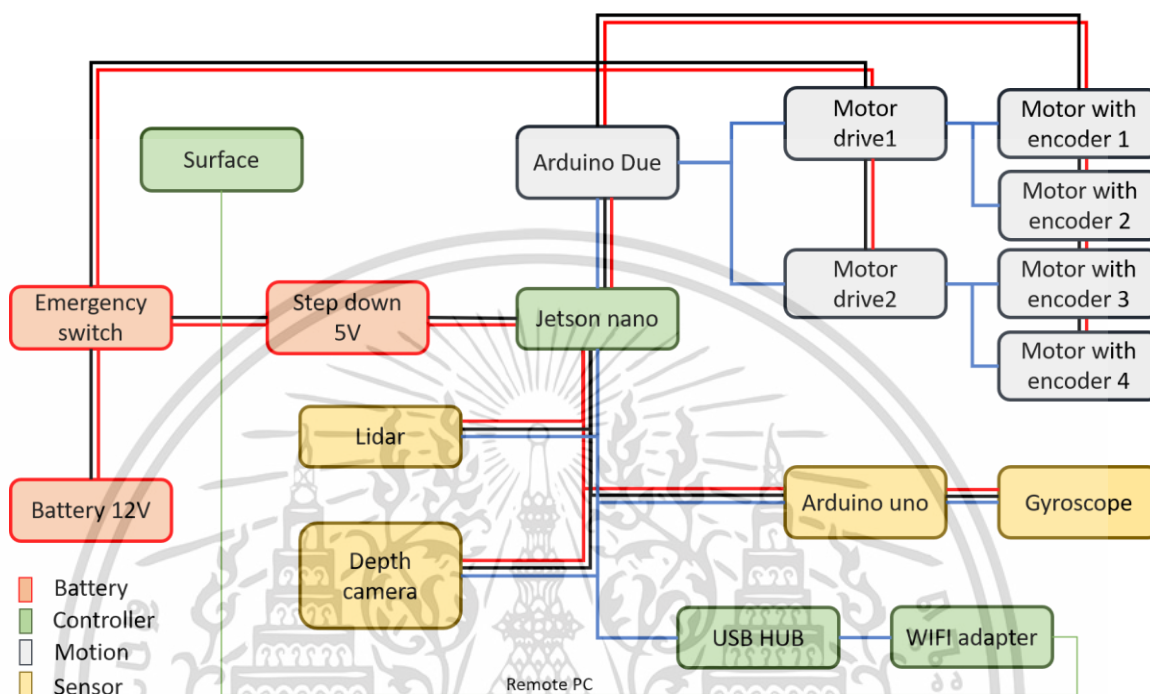 Surface
Arduino Due
Motor
drive1
Motor with
encoder 1
Motor with
encoder 2
Emergency
switch
Step down
5V
Jetson nano
Motor
drive2
Motor with
encoder 3
Motor with
encoder 4
Lidar
Battery 12V
Depth
camera
Arduino uno
Gyroscope
USB HUB
WIFI adapter
Battery
Controller
Motion
Sensor
Remote PC